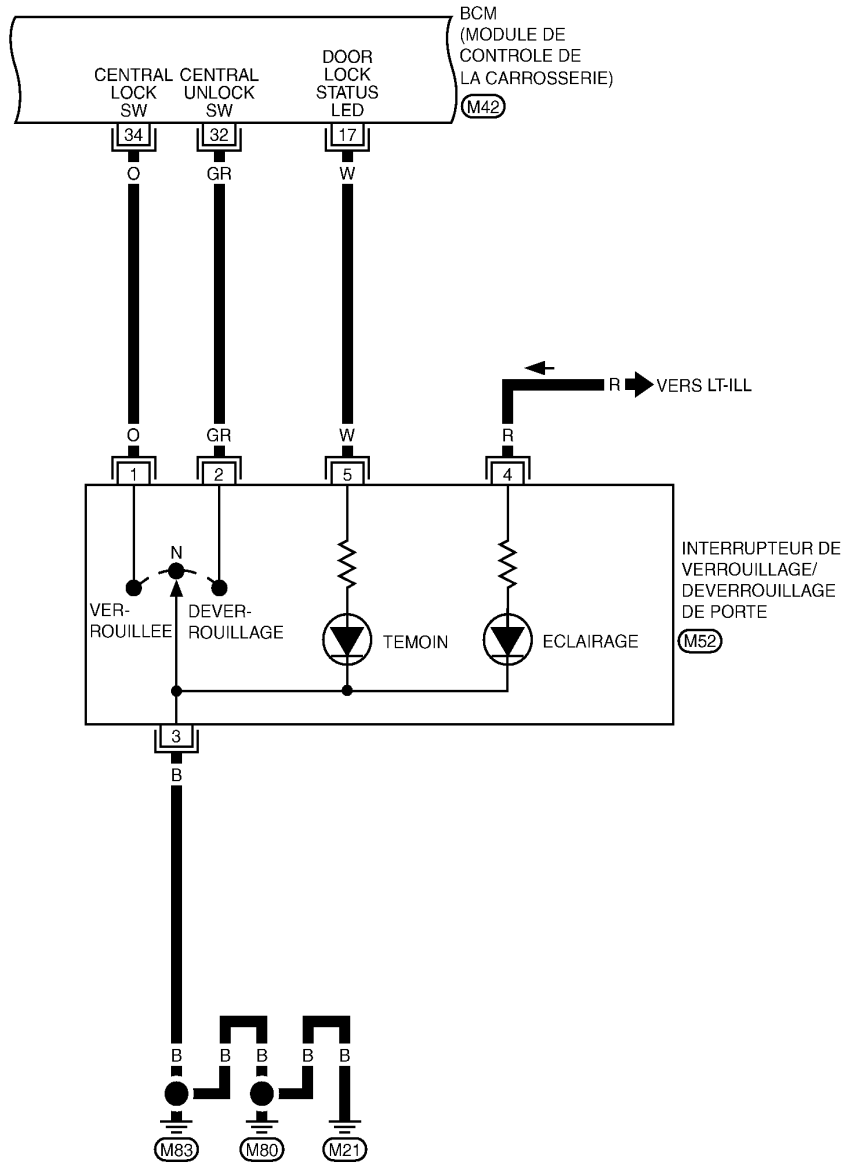 BCM
(MODULE DE
CONTROLE DE
LA CARROSSERIE)
M42
CENTRAL
LOCK
SW
CENTRAL
UNLOCK
SW
DOOR
LOCK
STATUS
LED
34
32
17
O
GR
W
R
VERS LT-ILL
O
GR
W
R
1
2
5
4
N
VER-
ROUILLEE
DEVER-
ROUILLAGE
TEMOIN
ECLAIRAGE
INTERRUPTEUR DE
VERROUILLAGE/
DEVERROUILLAGE
DE PORTE
M52
3
B
B
B
B
B
B
M83
M80
M21